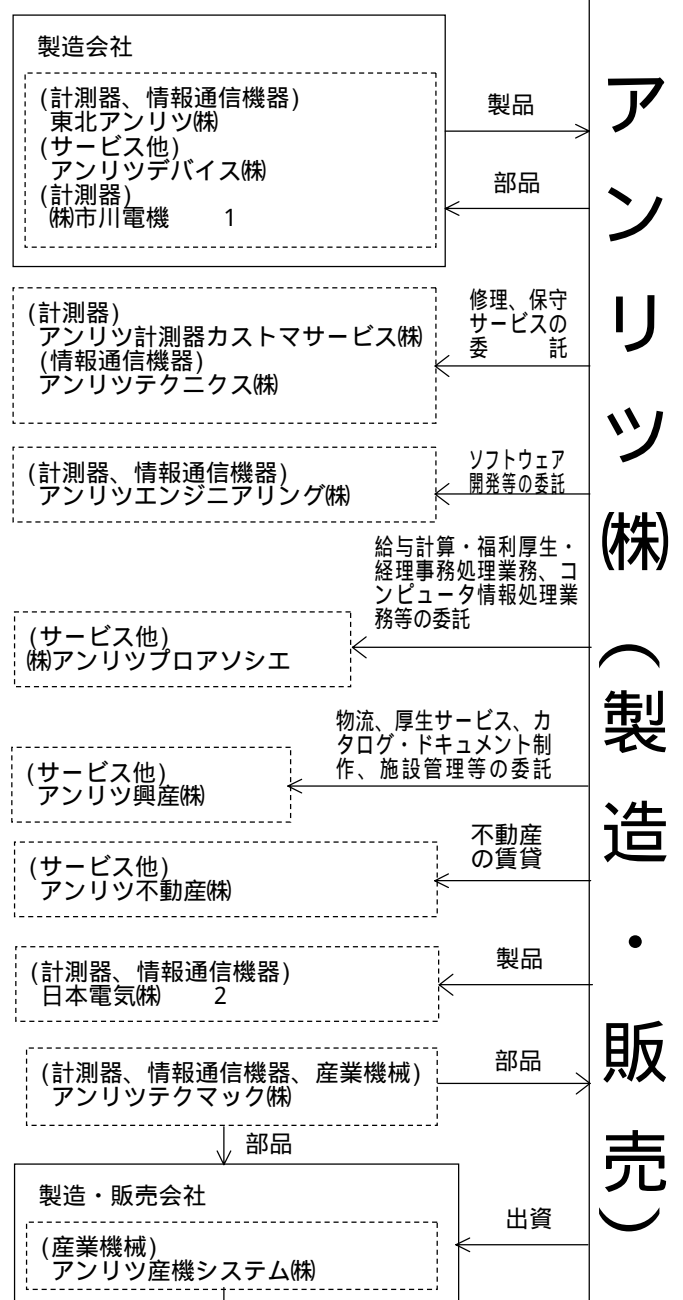 製造会社
(計測器、情報通信機器)
東北アンリツ㈱
(サービス他)
アンリツデバイス㈱
(計測器)
㈱市川電機 1
製品
部品
(計測器)
アンリツ計測器カストマサービス㈱
(情報通信機器)
アンリツテクニクス㈱
修理、保守
サービスの
委 託
(計測器、情報通信機器)
アンリツエンジニアリング㈱
ソフトウェア
開発等の委託
給与計算・福利厚生・
経理事務処理業務、コ
ンピュータ情報処理業
務等の委託
(サービス他)
㈱アンリツプロアソシエ
物流、厚生サービス、カ
タログ・ドキュメント制
作、施設管理等の委託
(サービス他)
アンリツ興産㈱
不動産
の賃貸
(サービス他)
アンリツ不動産㈱
製品
(計測器、情報通信機器)
日本電気㈱ 2
部品
(計測器、情報通信機器、産業機械)
アンリツテクマック㈱
部品
製造・販売会社
(産業機械)
アンリツ産機システム㈱
出資
アンリツ㈱(製造・販売)